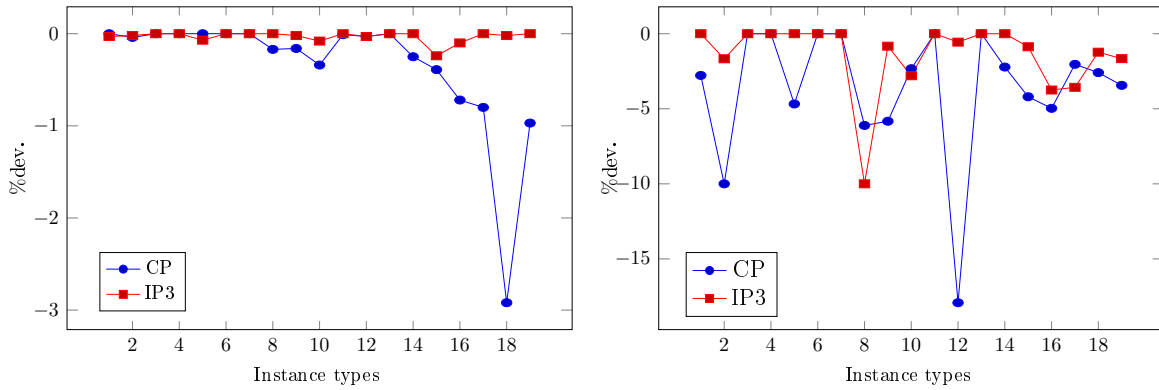 0
−1
−2
−3
%dev.
CP
IP3
2 4 6 8 10 12 14 16 18
Instance types
0
−5
−10
−15
%dev.
CP
IP3
2 4 6 8 10 12 14 16 18
Instance types